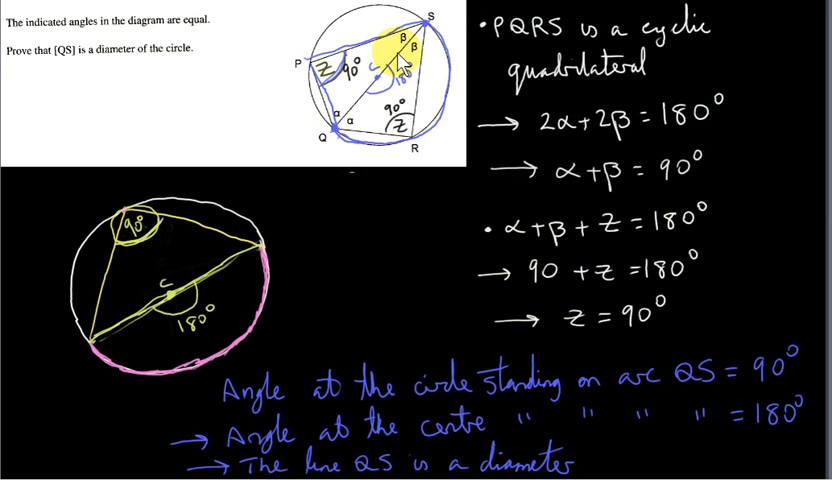 The indicated angles in the diagram are equal.
Prove that [QS] is a diameter of the circle.
S
P
β
β
Z
90°
C
180°
90°
α
α
Z
Q
R
• PQRS is a cyclic
quadrilateral
→ 2α+2β=180°
→ α+β = 90°
• α+β + Z=180°
→ 90 + Z =180°
→ Z = 90°
90°
C
180°
Angle at the circle standing on arc QS = 90°
→ Angle at the centre " " " " = 180°
→ The line QS is a diameter